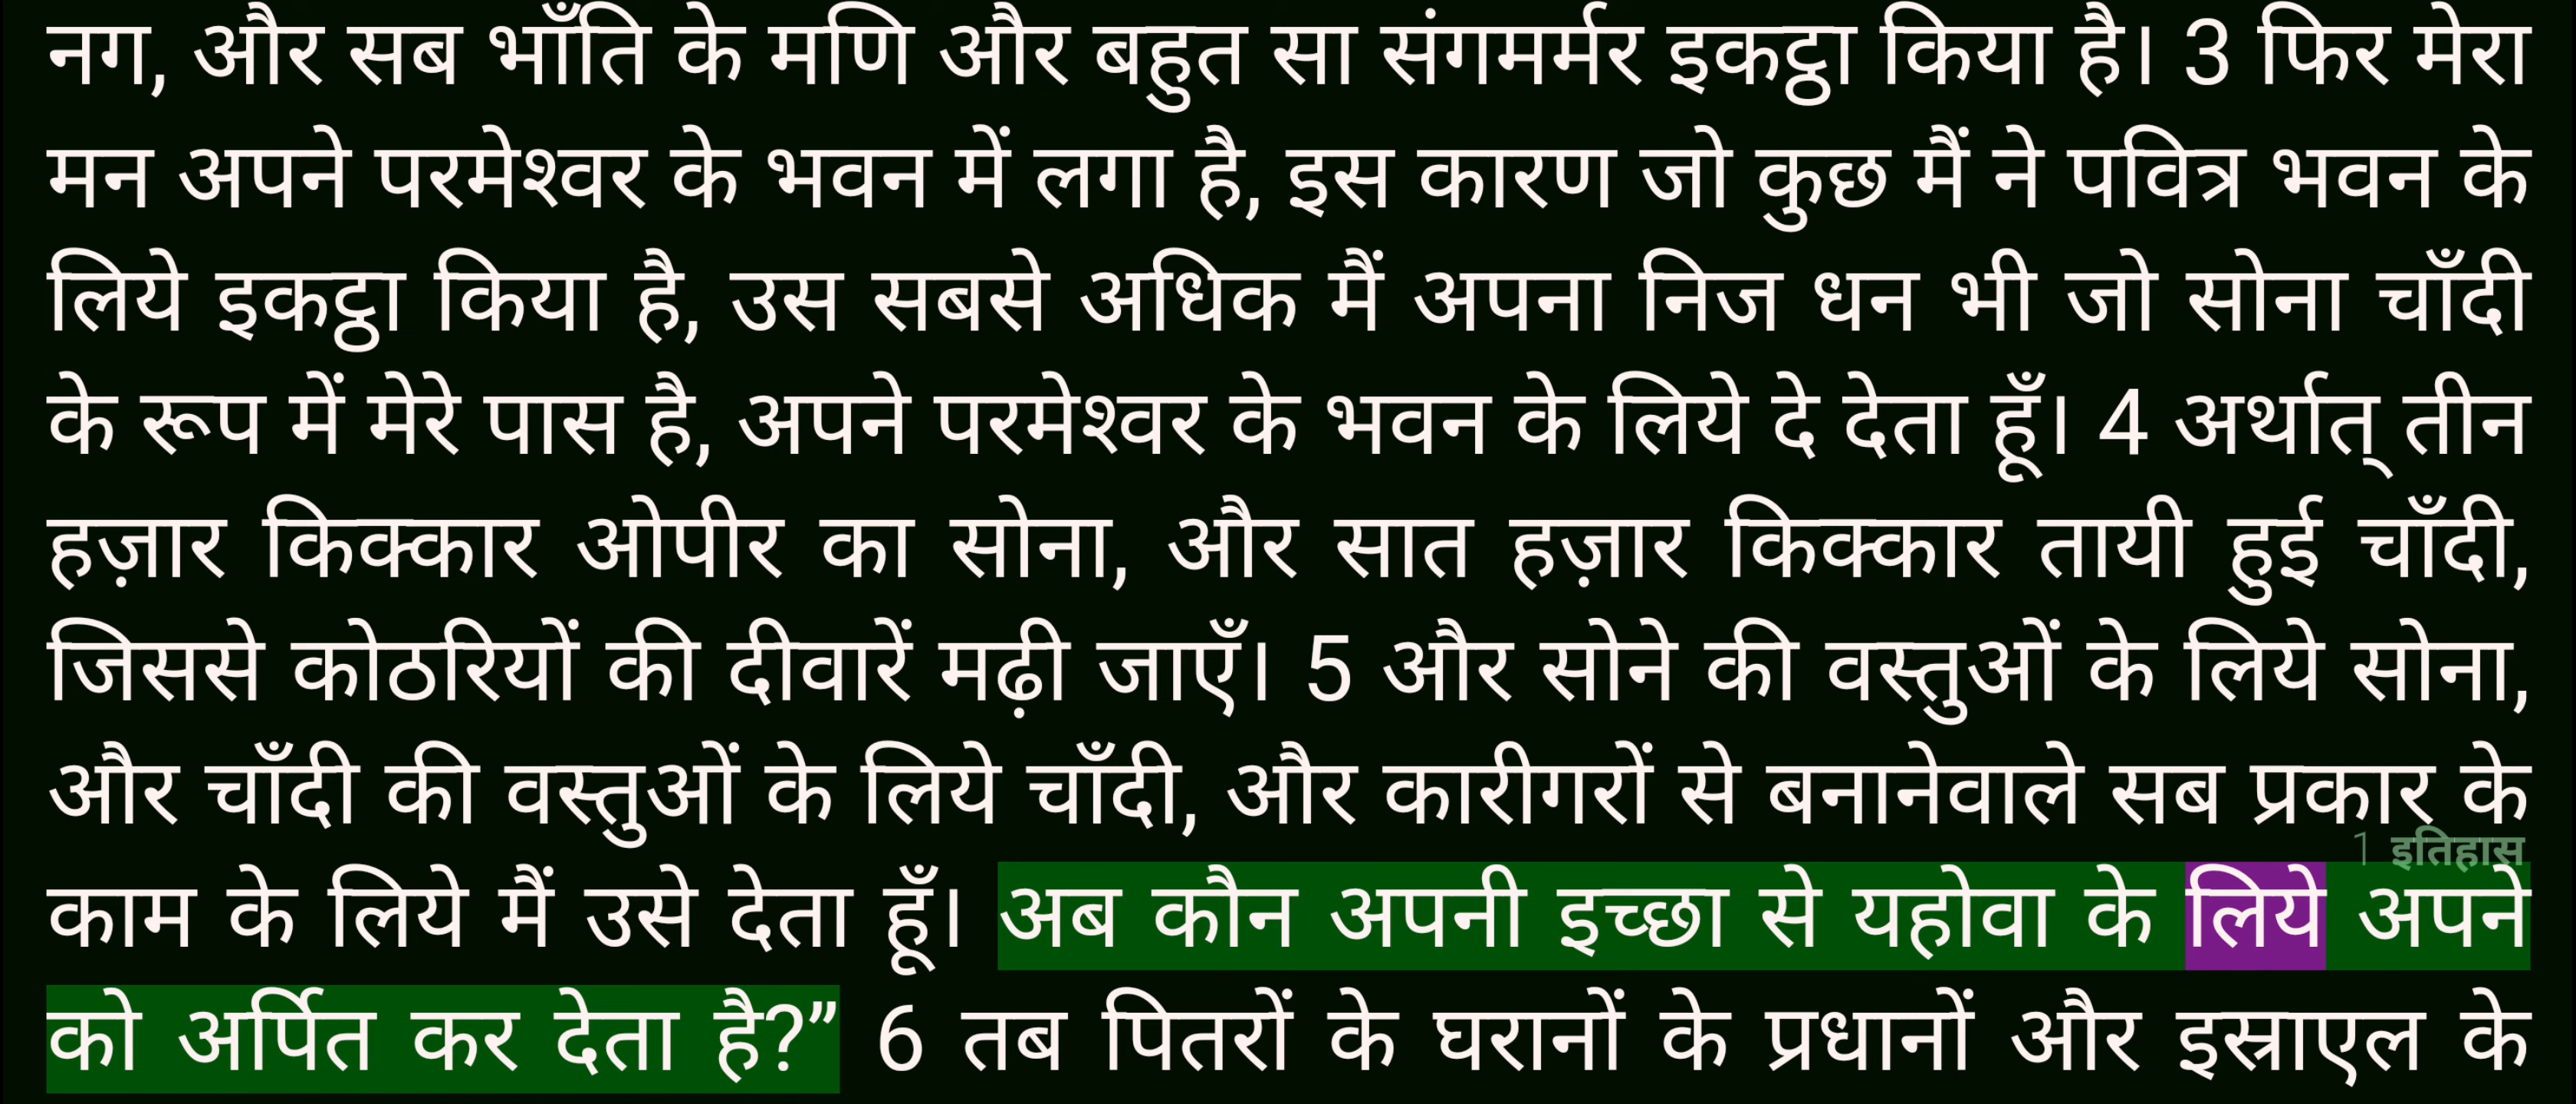 नग, और सब भाँति के मणि और बहुत सा संगमर्मर इकट्ठा किया है। 3 फिर मेरा
मन अपने परमेश्‍वर के भवन में लगा है, इस कारण जो कुछ मैं ने पवित्र भवन के
लिये इकट्ठा किया है, उस सबसे अधिक मैं अपना निज धन भी जो सोना चाँदी
के रूप में मेरे पास है, अपने परमेश्‍वर के भवन के लिये दे देता हूँ। 4 अर्थात् तीन
हज़ार किक्‍कार ओपीर का सोना, और सात हज़ार किक्‍कार तायी हुई चाँदी,
जिससे कोठरियों की दीवारें मढ़ी जाएँ। 5 और सोने की वस्तुओं के लिये सोना,
और चाँदी की वस्तुओं के लिये चाँदी, और कारीगरों से बनानेवाले सब प्रकार के
1 इतिहास
काम के लिये मैं उसे देता हूँ। अब कौन अपनी इच्छा से यहोवा के लिये अपने
को अर्पित कर देता है?” 6 तब पितरों के घरानों के प्रधानों और इस्राएल के